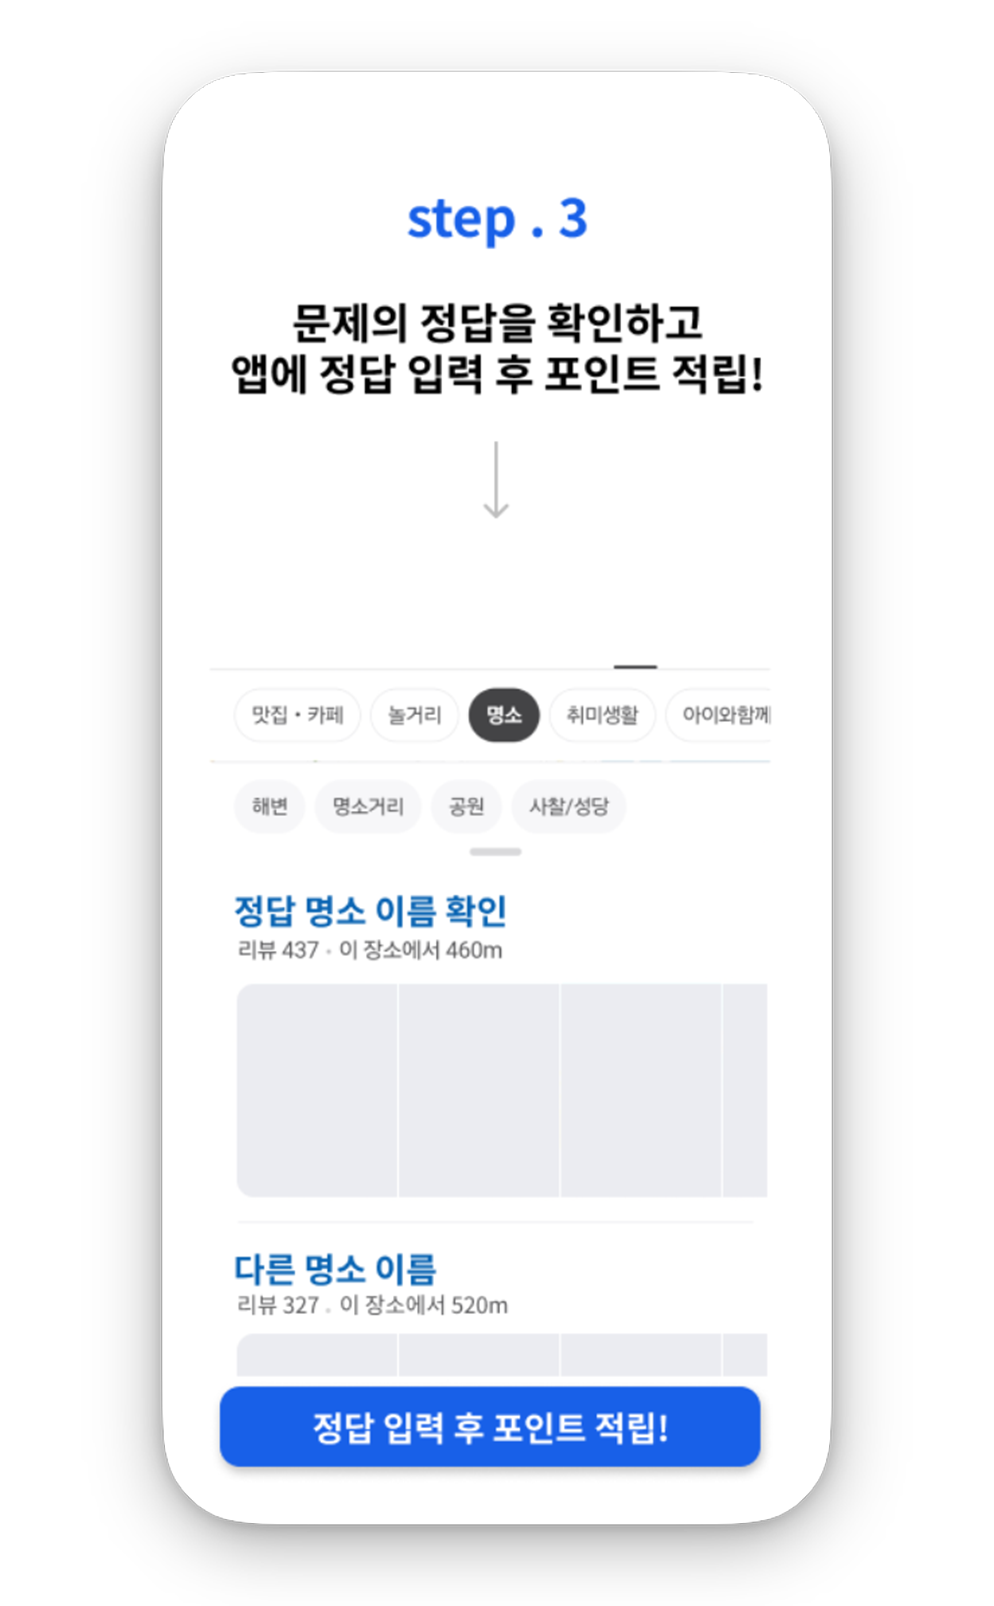 step . 3
문제의 정답을 확인하고
앱에 정답 입력 후 포인트 적립!
맛집・카페 놀거리 명소 취미생활 아이와함께
해변 명소거리 공원 사찰/성당
정답 명소 이름 확인
리뷰 437 · 이 장소에서 460m
다른 명소 이름
리뷰 327 . 이 장소에서 520m
정답 입력 후 포인트 적립!